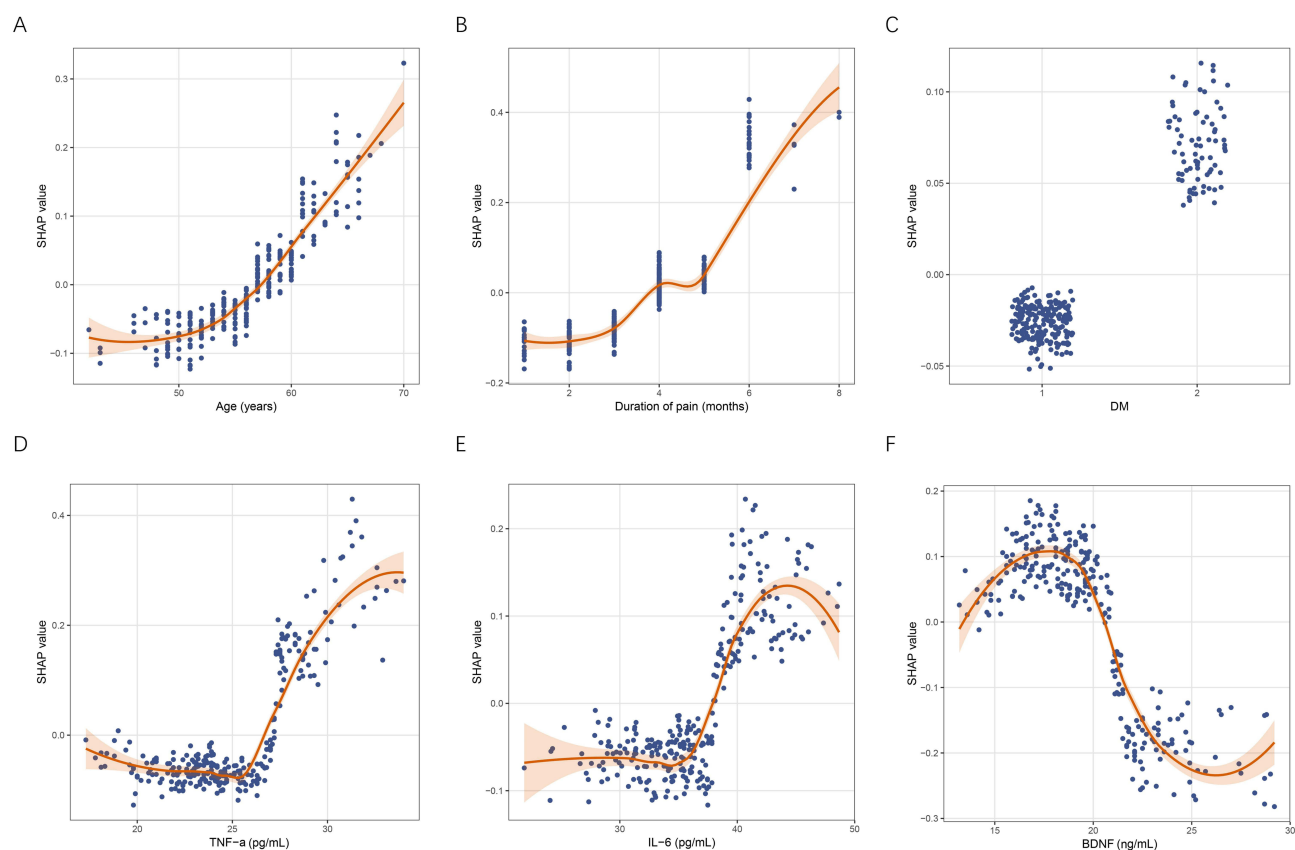 A
B
C
SHAP value
0.3
0.2
0.1
0.0
−0.1
50
60
70
Age (years)
SHAP value
0.4
0.2
0.0
−0.2
2
4
6
8
Duration of pain (months)
SHAP value
0.10
0.05
0.00
−0.05
1
2
DM
D
E
F
SHAP value
0.4
0.2
0.0
20
25
30
TNF−a (pg/mL)
SHAP value
0.2
0.1
0.0
−0.1
30
40
50
IL−6 (pg/mL)
SHAP value
0.2
0.1
0.0
−0.1
−0.2
−0.3
15
20
25
30
BDNF (ng/mL)